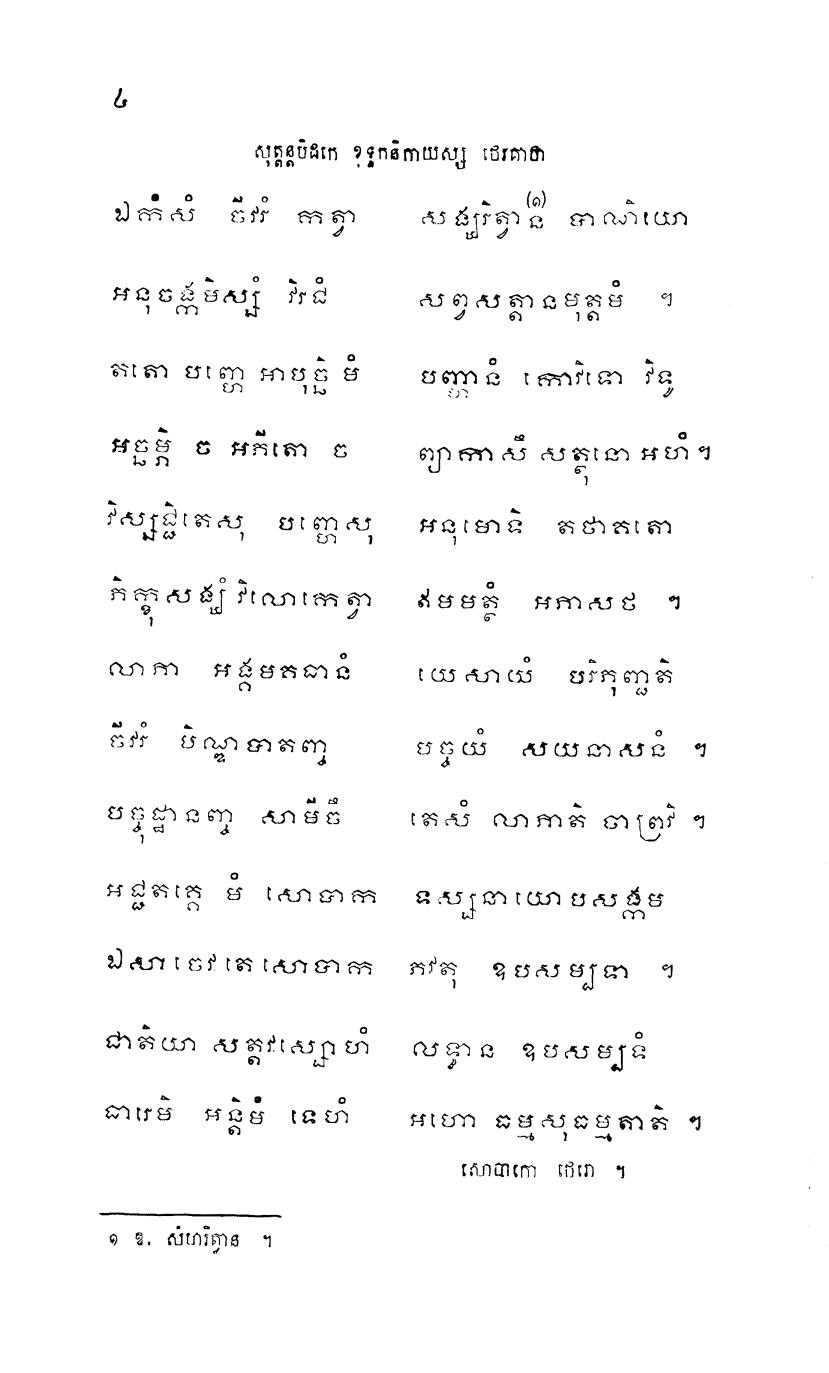 ៤
សុត្តន្តបិដកេ ខុទ្ទកនិកាយស្ស ថេរគាថា
ឯកំសំ ចីវរំ កត្វា សង្ឃរិត្វាន(១) បាណិយោ
អនុចង្កមិស្សំ វិរជំ សព្វសត្តានមុត្តមំ ។
តតោ បញ្ហេ អាបុច្ឆិ មំ បញ្ហានំ កោវិទោ វិទូ
អច្ឆម្ភិ ច អភីតោ ច ព្យាកាសឹ សត្ថុនោ អហំ។
វិស្សជ្ជិតេសុ បញ្ហេសុ អនុមោទិ តថាគតោ
ភិក្ខុសង្ឃំ វិលោកេត្វា ឥមមត្ថំ អភាសថ ។
លាភា អង្គមគធានំ យេសាយំ បរិភុញ្ជតិ
ចីវរំ បិណ្ឌបាតញ្ច បច្ចយំ សយនាសនំ ។
បច្ចុដ្ឋានញ្ច សាមីចឹ តេសំ លាភាតិ ចាព្រវិ ។
អជ្ជតគ្គេ មំ សោបាក ទស្សនាយោបសង្កម
ឯសា ចេវ តេ សោបាក ភវតុ ឧបសម្បទា ។
ជាតិយា សត្តវស្សោហំ លទ្ធាន ឧបសម្បទំ
ធារេមិ អន្តិមំ ទេហំ អហោ ធម្មសុធម្មតាតិ ។
សោបាកោ ថេរោ ។
១ ឱ. សំហរិត្វាន ។